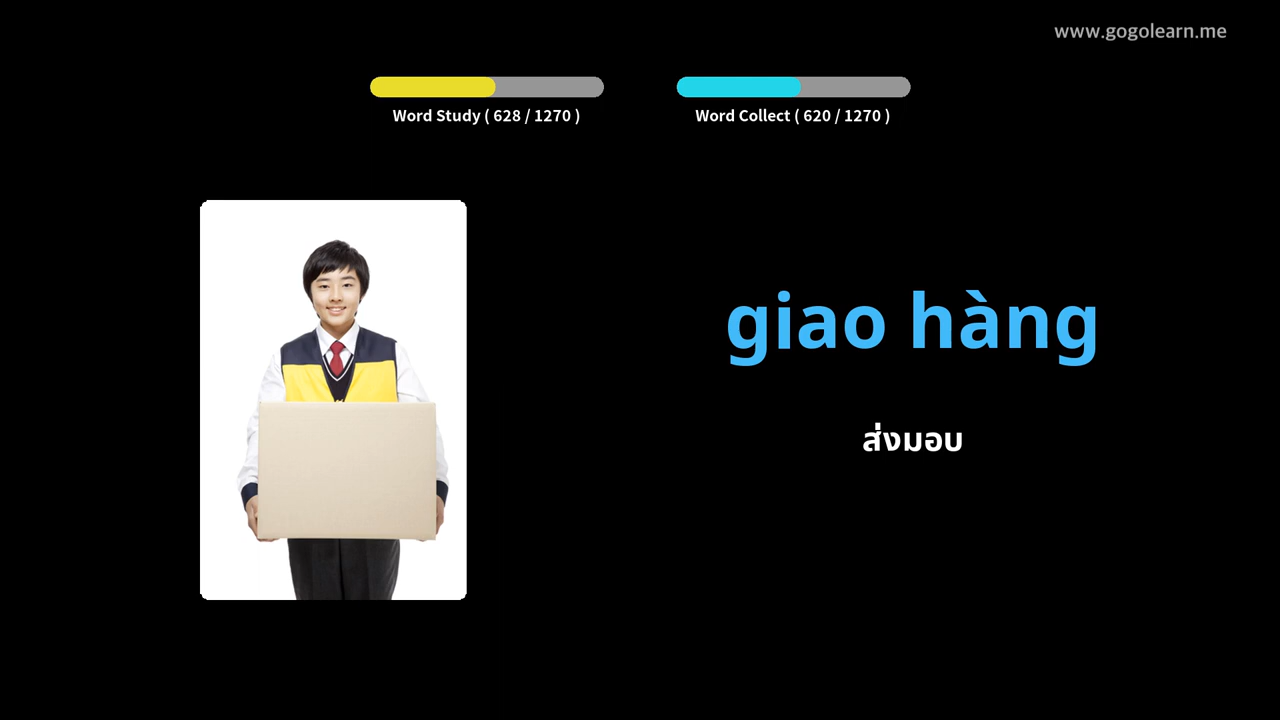 www.gogolearn.me
Word Study ( 628 / 1270 )
Word Collect ( 620 / 1270 )
giao hàng
ส่งมอบ